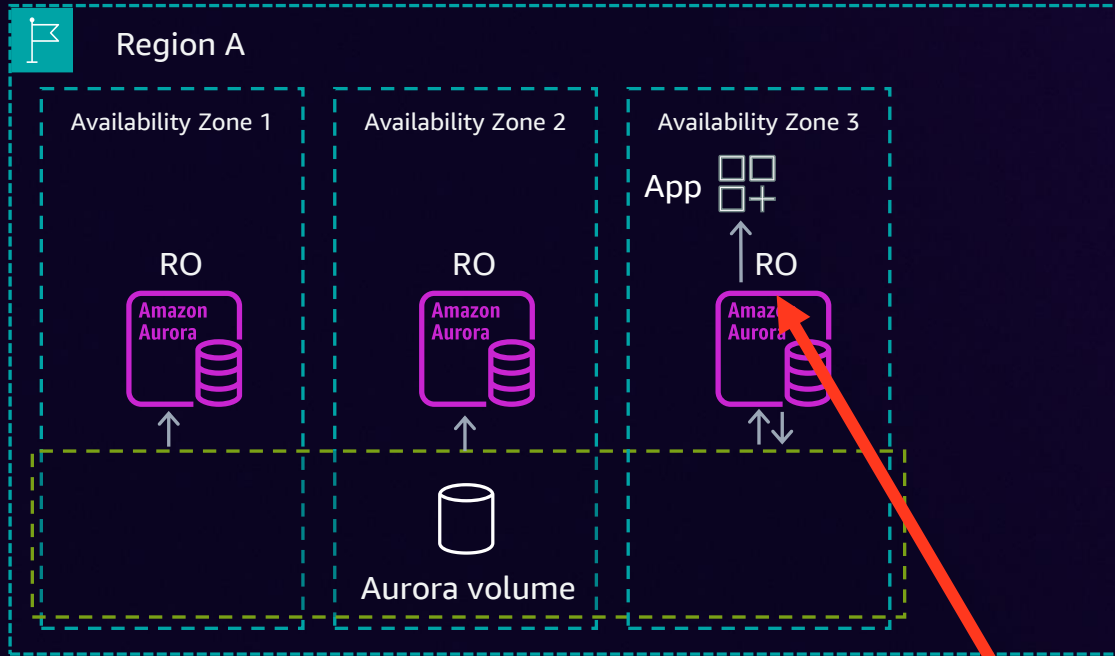 Region A
Availability Zone 1
Availability Zone 2
Availability Zone 3
App
RO
RO
RO
Amazon
Aurora
Amazon
Aurora
Amaz
Aurora
Aurora volume